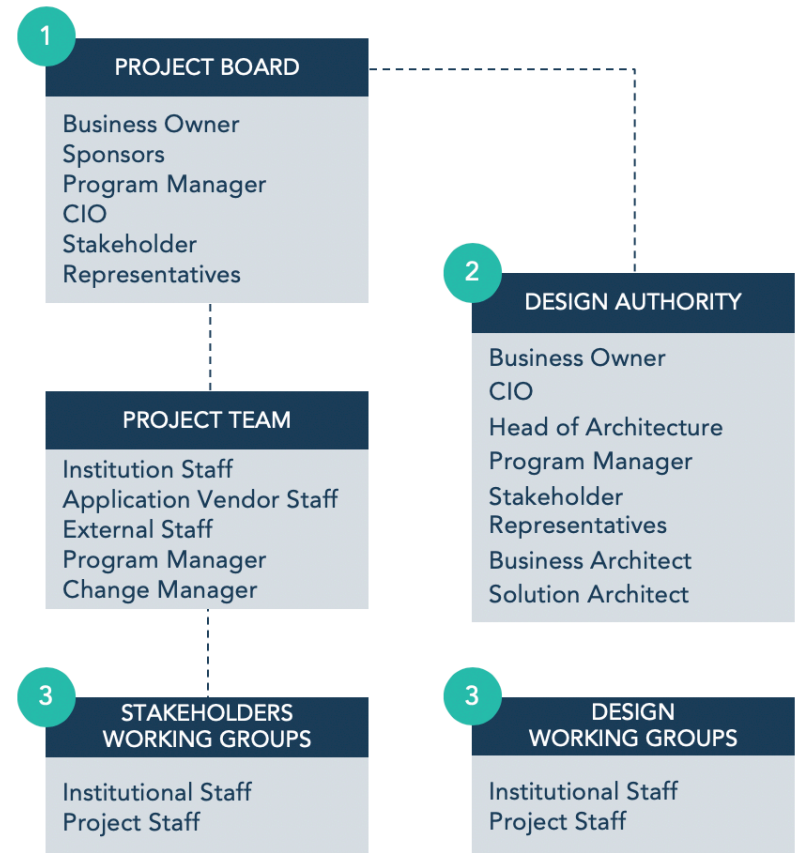 1
PROJECT BOARD
Business Owner
Sponsors
Program Manager
CIO
Stakeholder
Representatives
2
DESIGN AUTHORITY
Business Owner
CIO
Head of Architecture
Program Manager
Stakeholder
Representatives
Business Architect
Solution Architect
PROJECT TEAM
Institution Staff
Application Vendor Staff
External Staff
Program Manager
Change Manager
3
STAKEHOLDERS
WORKING GROUPS
Institutional Staff
Project Staff
3
DESIGN
WORKING GROUPS
Institutional Staff
Project Staff